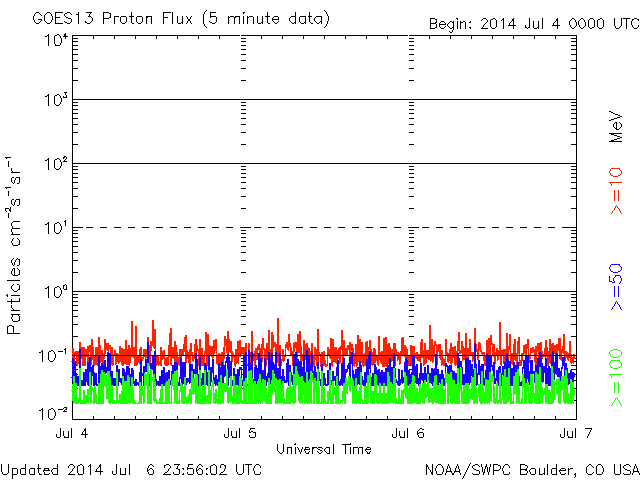 GOES13 Proton Flux (5 minute data)
Begin: 2014 Jul 4 0000 UTC
Particles cm⁻²s⁻¹sr⁻¹
10⁴
10³
10²
10¹
10⁰
10⁻¹
10⁻²
MeV
>=10
>=50
>=100
Jul 4
Jul 5
Jul 6
Jul 7
Universal Time
Updated 2014 Jul 6 23:56:02 UTC
NOAA/SWPC Boulder, CO USA